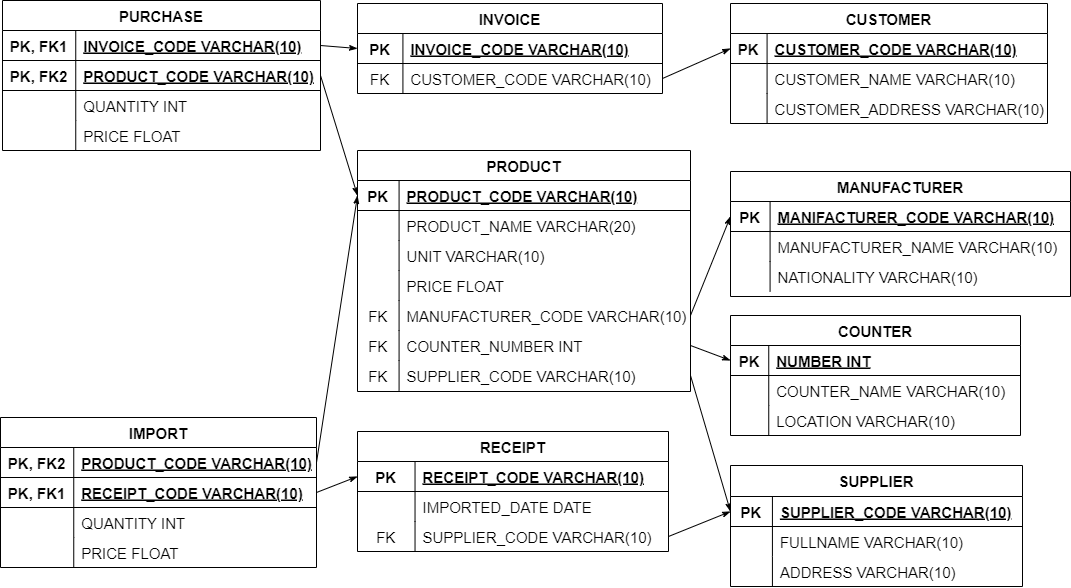 PURCHASE
PK, FK1 INVOICE_CODE VARCHAR(10)
PK, FK2 PRODUCT_CODE VARCHAR(10)
QUANTITY INT
PRICE FLOAT
INVOICE
PK INVOICE_CODE VARCHAR(10)
FK CUSTOMER_CODE VARCHAR(10)
CUSTOMER
PK CUSTOMER_CODE VARCHAR(10)
CUSTOMER_NAME VARCHAR(10)
CUSTOMER_ADDRESS VARCHAR(10)
PRODUCT
PK PRODUCT_CODE VARCHAR(10)
PRODUCT_NAME VARCHAR(20)
UNIT VARCHAR(10)
PRICE FLOAT
FK MANUFACTURER_CODE VARCHAR(10)
FK COUNTER_NUMBER INT
FK SUPPLIER_CODE VARCHAR(10)
MANUFACTURER
PK MANIFACTURER_CODE VARCHAR(10)
MANUFACTURER_NAME VARCHAR(10)
NATIONALITY VARCHAR(10)
COUNTER
PK NUMBER INT
COUNTER_NAME VARCHAR(10)
LOCATION VARCHAR(10)
IMPORT
PK, FK2 PRODUCT_CODE VARCHAR(10)
PK, FK1 RECEIPT_CODE VARCHAR(10)
QUANTITY INT
PRICE FLOAT
RECEIPT
PK RECEIPT_CODE VARCHAR(10)
IMPORTED_DATE DATE
FK SUPPLIER_CODE VARCHAR(10)
SUPPLIER
PK SUPPLIER_CODE VARCHAR(10)
FULLNAME VARCHAR(10)
ADDRESS VARCHAR(10)